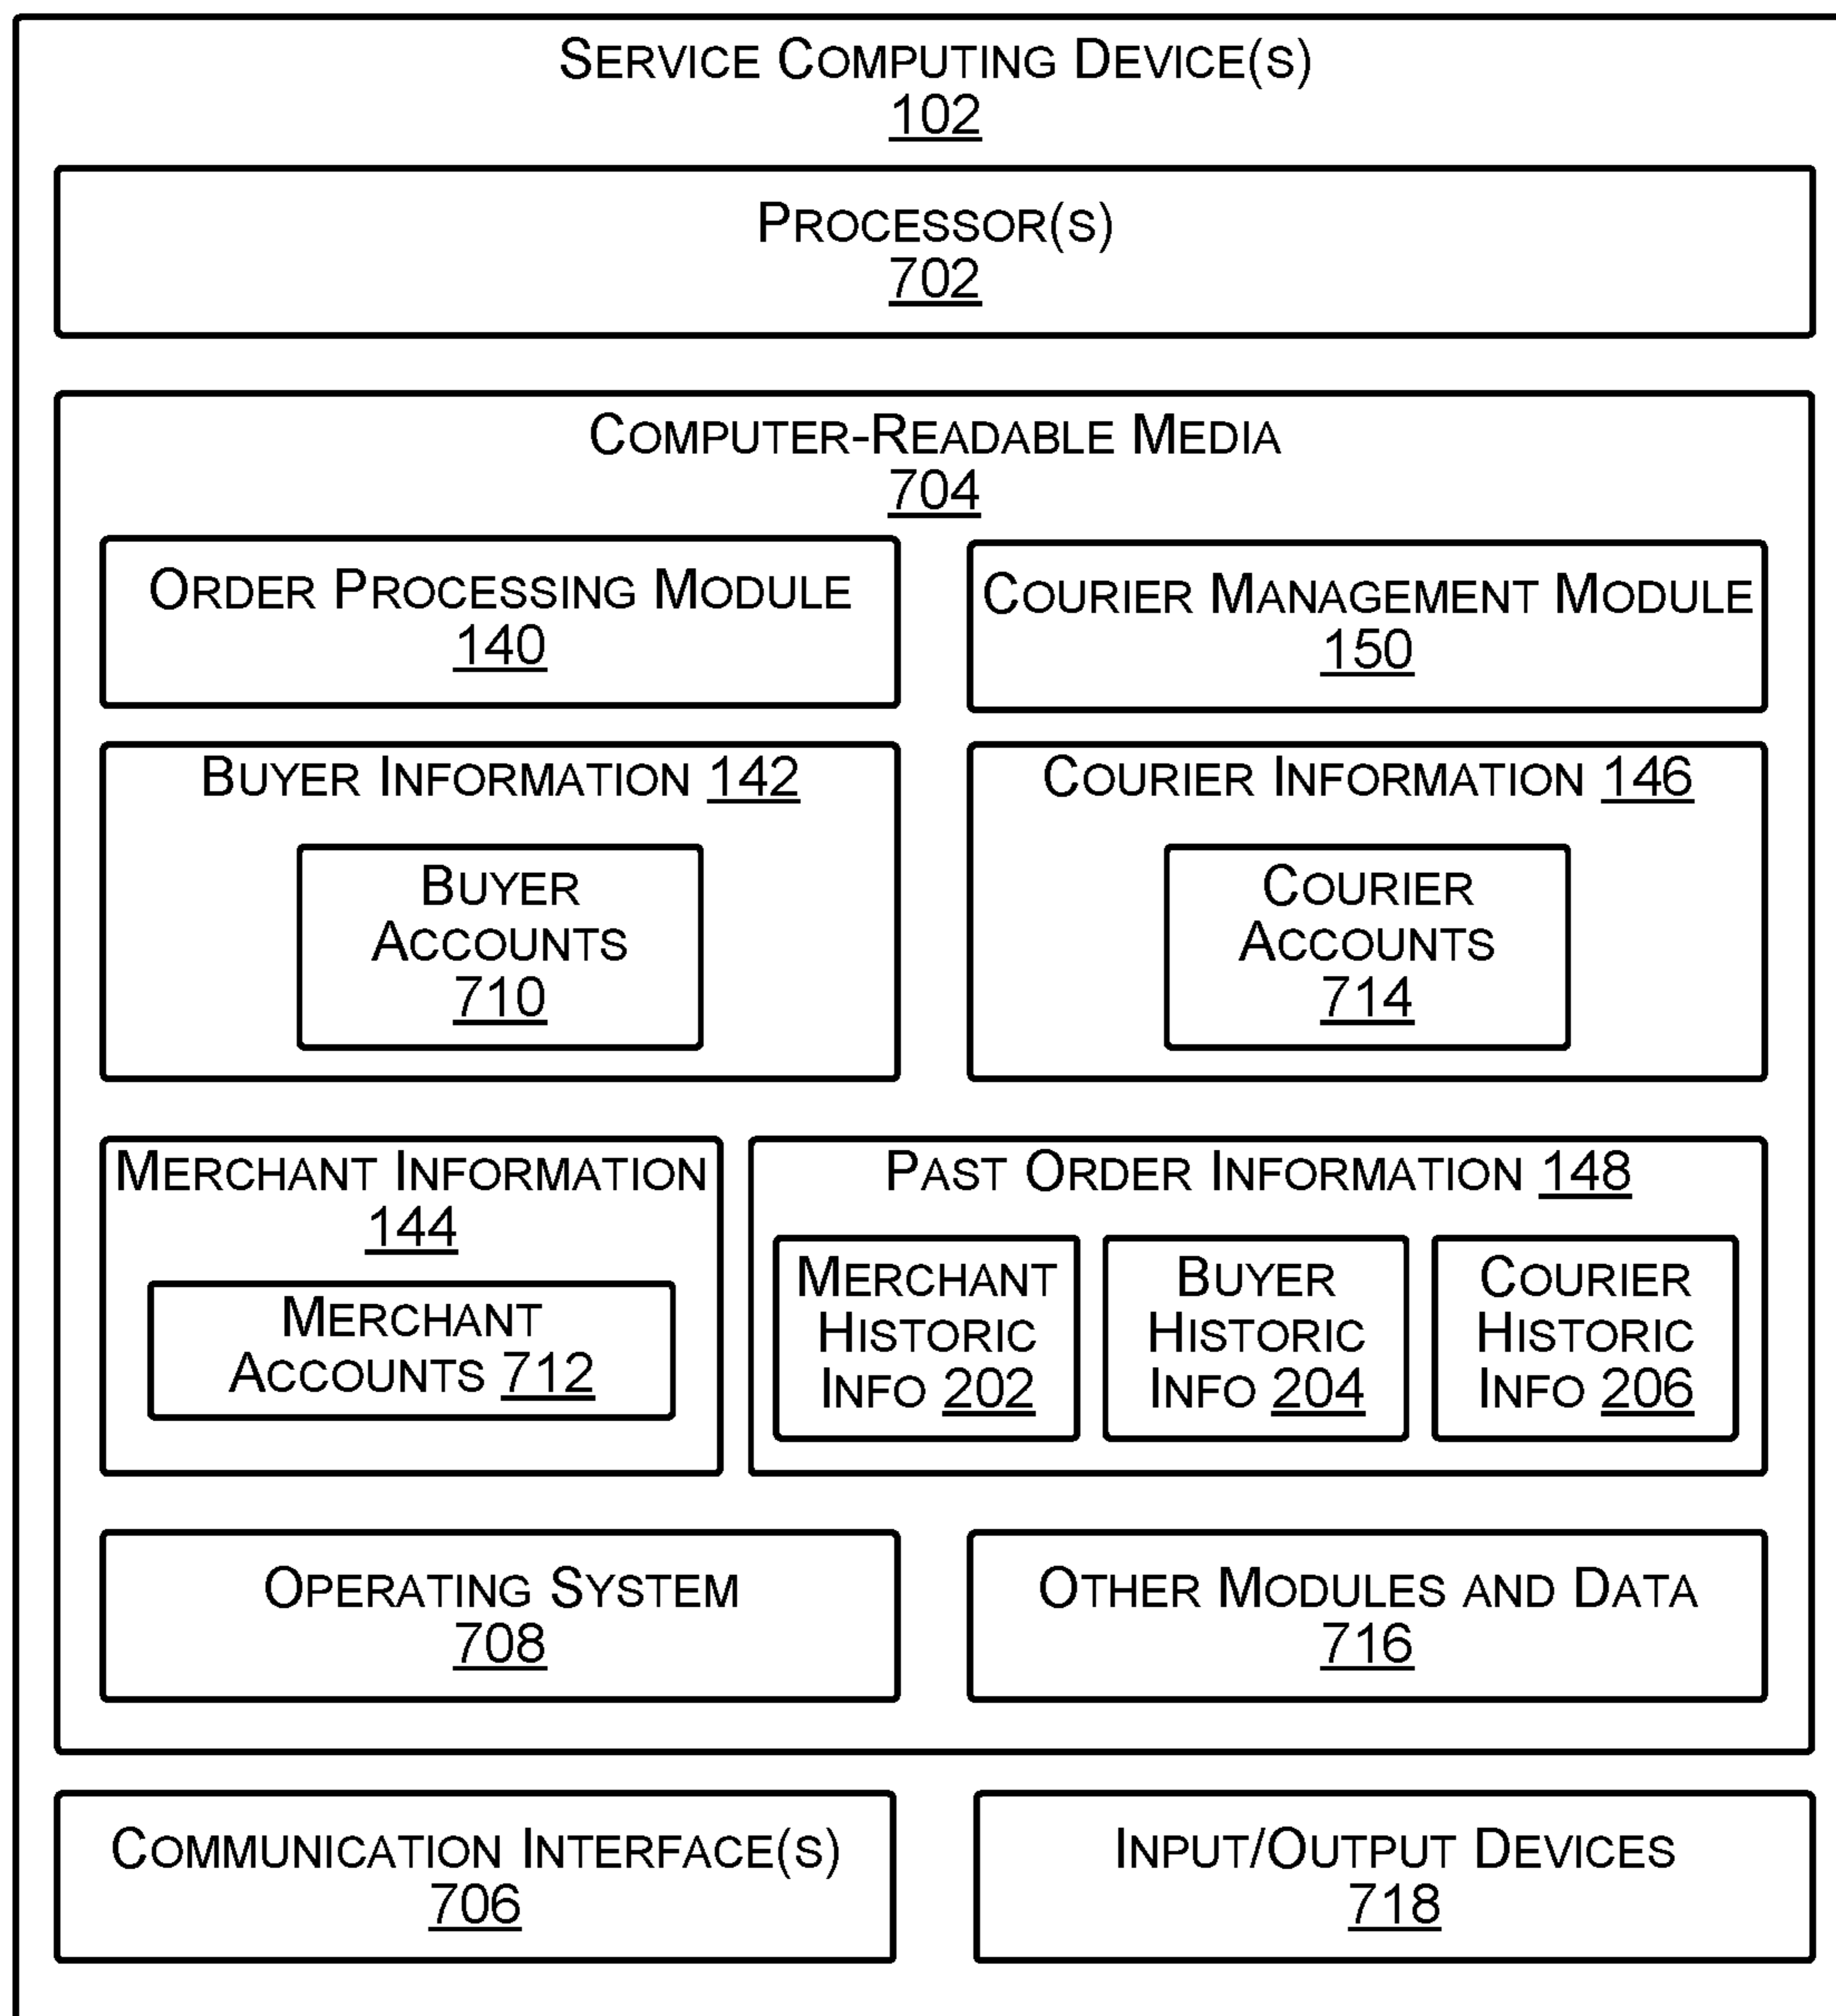 SERVICE COMPUTING DEVICE(S)
102
PROCESSOR(S)
702
COMPUTER-READABLE MEDIA
704
ORDER PROCESSING MODULE
140
COURIER MANAGEMENT MODULE
150
BUYER INFORMATION 142
BUYER
ACCOUNTS
710
COURIER INFORMATION 146
COURIER
ACCOUNTS
714
MERCHANT INFORMATION
144
MERCHANT
ACCOUNTS 712
PAST ORDER INFORMATION 148
MERCHANT
HISTORIC
INFO 202
BUYER
HISTORIC
INFO 204
COURIER
HISTORIC
INFO 206
OPERATING SYSTEM
708
OTHER MODULES AND DATA
716
COMMUNICATION INTERFACE(S)
706
INPUT/OUTPUT DEVICES
718